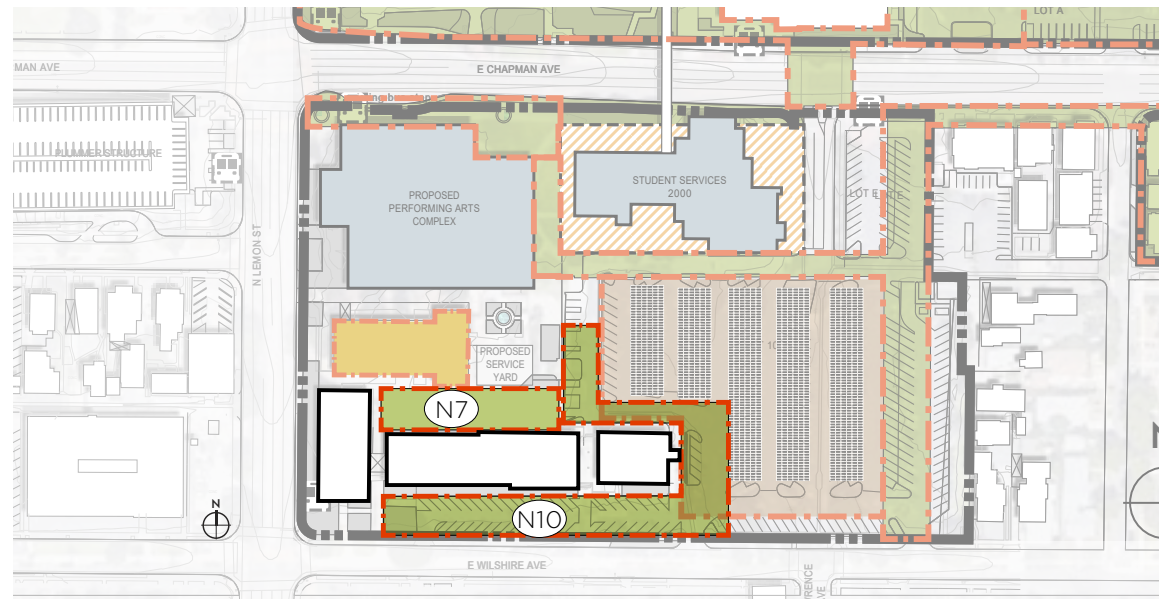 LOT A
MAN AVE
E CHAPMAN AVE
PLUMMER STRUCTURE
STUDENT SERVICES
2000
PROPOSED
PERFORMING ARTS
COMPLEX
LOT E
LOT E
N LEMON ST
PROPOSED
SERVICE
YARD
N7
N10
N
E WILSHIRE AVE